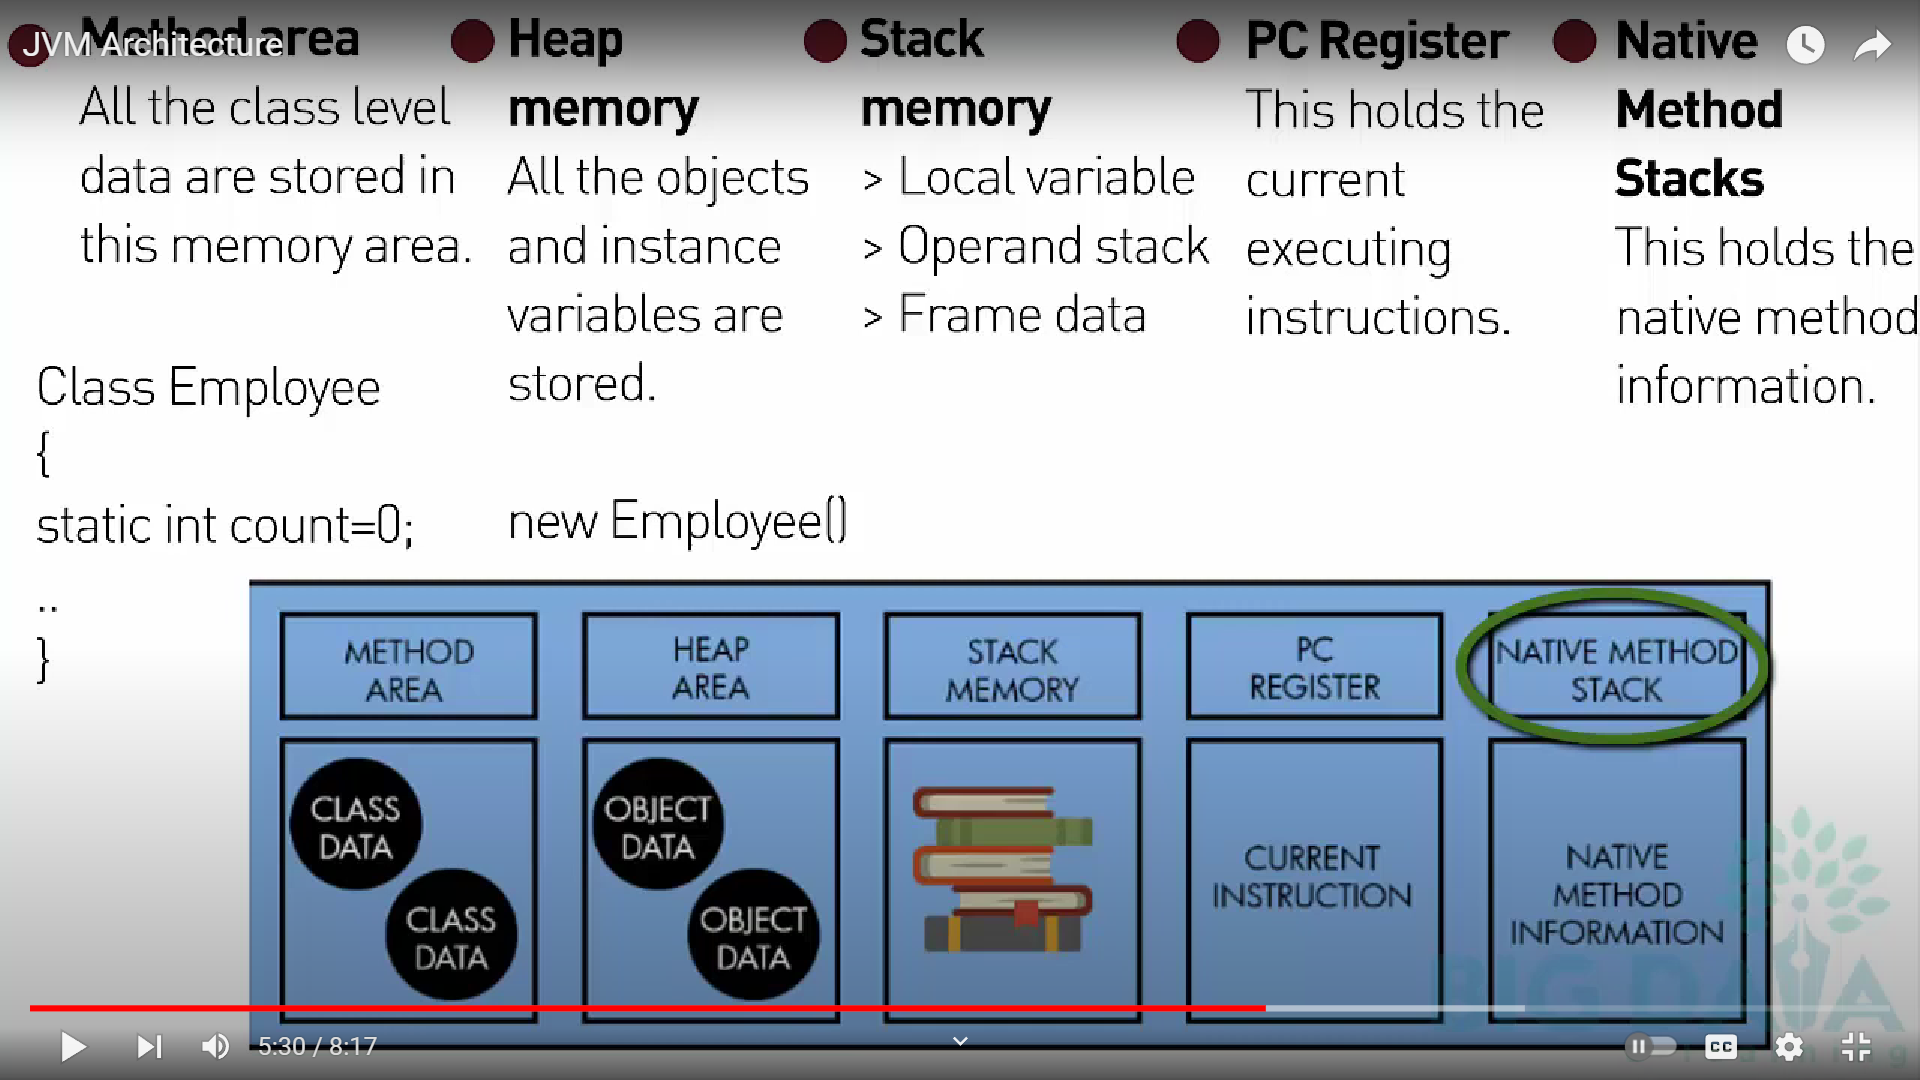 JVM Architecture
Method area
All the class level
data are stored in
this memory area.
Class Employee
{
static int count=0;
..
}
Heap
memory
All the objects
and instance
variables are
stored.
new Employee()
Stack
memory
> Local variable
> Operand stack
> Frame data
PC Register
This holds the
current
executing
instructions.
Native
Method
Stacks
This holds the
native method
information.
METHOD
AREA
HEAP
AREA
STACK
MEMORY
PC
REGISTER
NATIVE METHOD
STACK
CLASS
DATA
CLASS
DATA
OBJECT
DATA
OBJECT
DATA
CURRENT
INSTRUCTION
NATIVE
METHOD
INFORMATION
BIG DATA
5:30 / 8:17
CC